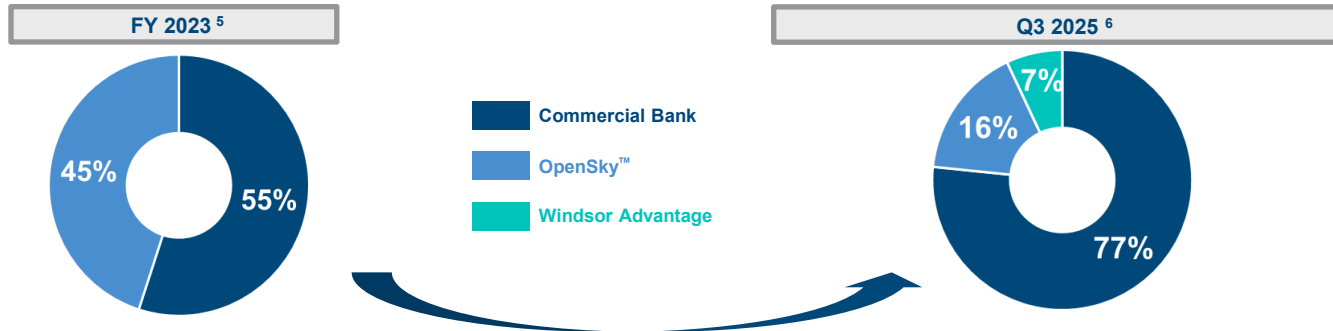 FY 2023 ⁵
Q3 2025 ⁶
45%
55%
Commercial Bank
OpenSky™
Windsor Advantage
7%
16%
77%